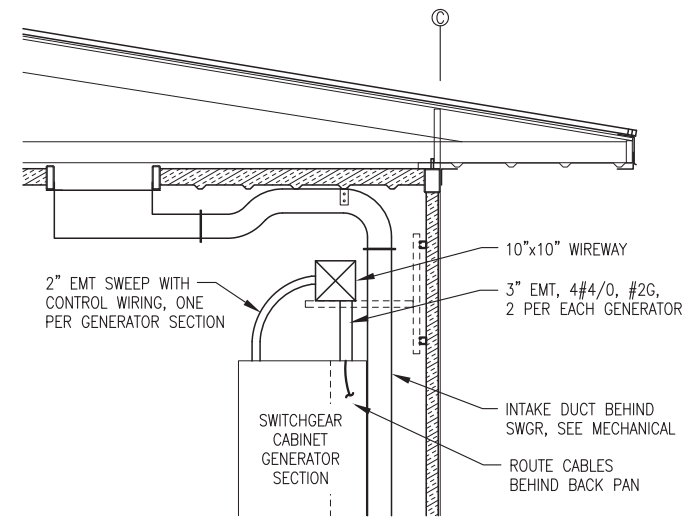 C
10"x10" WIREWAY
2" EMT SWEEP WITH
CONTROL WIRING, ONE
PER GENERATOR SECTION
3" EMT, 4#4/0, #2G,
2 PER EACH GENERATOR
INTAKE DUCT BEHIND
SWGR, SEE MECHANICAL
SWITCHGEAR
CABINET
GENERATOR
SECTION
ROUTE CABLES
BEHIND BACK PAN